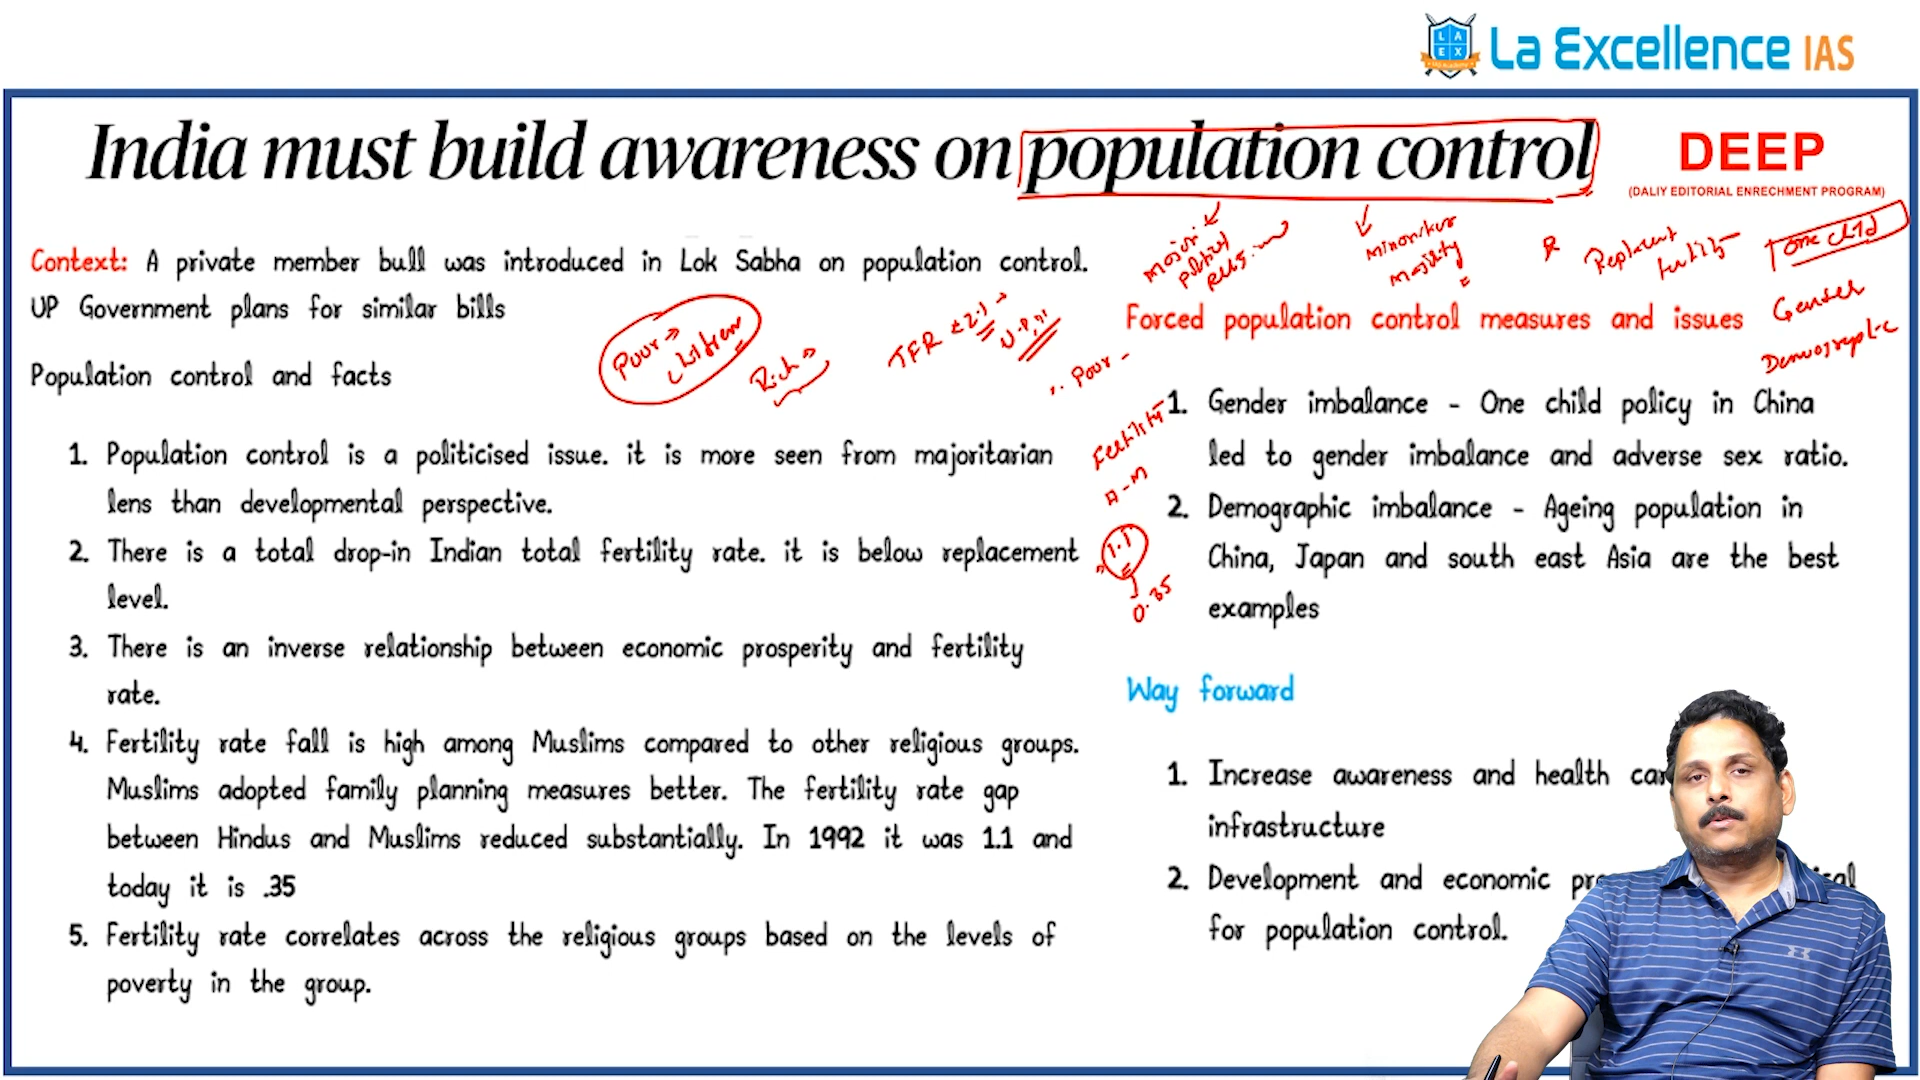 LA
EX
La Excellence IAS
India must build awareness on population control
DEEP
(DALIY EDITORIAL ENRECHMENT PROGRAM)
Context: A private member bull was introduced in Lok Sabha on population control.
UP Government plans for similar bills
Population control and facts
1. Population control is a politicised issue. it is more seen from majoritarian
lens than developmental perspective.
2. There is a total drop-in Indian total fertility rate. it is below replacement
level.
3. There is an inverse relationship between economic prosperity and fertility
rate.
4. Fertility rate fall is high among Muslims compared to other religious groups.
Muslims adopted family planning measures better. The fertility rate gap
between Hindus and Muslims reduced substantially. In 1992 it was 1.1 and
today it is .35
5. Fertility rate correlates across the religious groups based on the levels of
poverty in the group.
Poor
Rich
TFR 2.1
Poor
Fertility
1.1
0.35
one child
Gender
Demographic
Forced population control measures and issues
1. Gender imbalance - One child policy in China
led to gender imbalance and adverse sex ratio.
2. Demographic imbalance - Ageing population in
China, Japan and south east Asia are the best
examples
Way forward
1. Increase awareness and health
infrastructure
2. Development and economic
for population control.